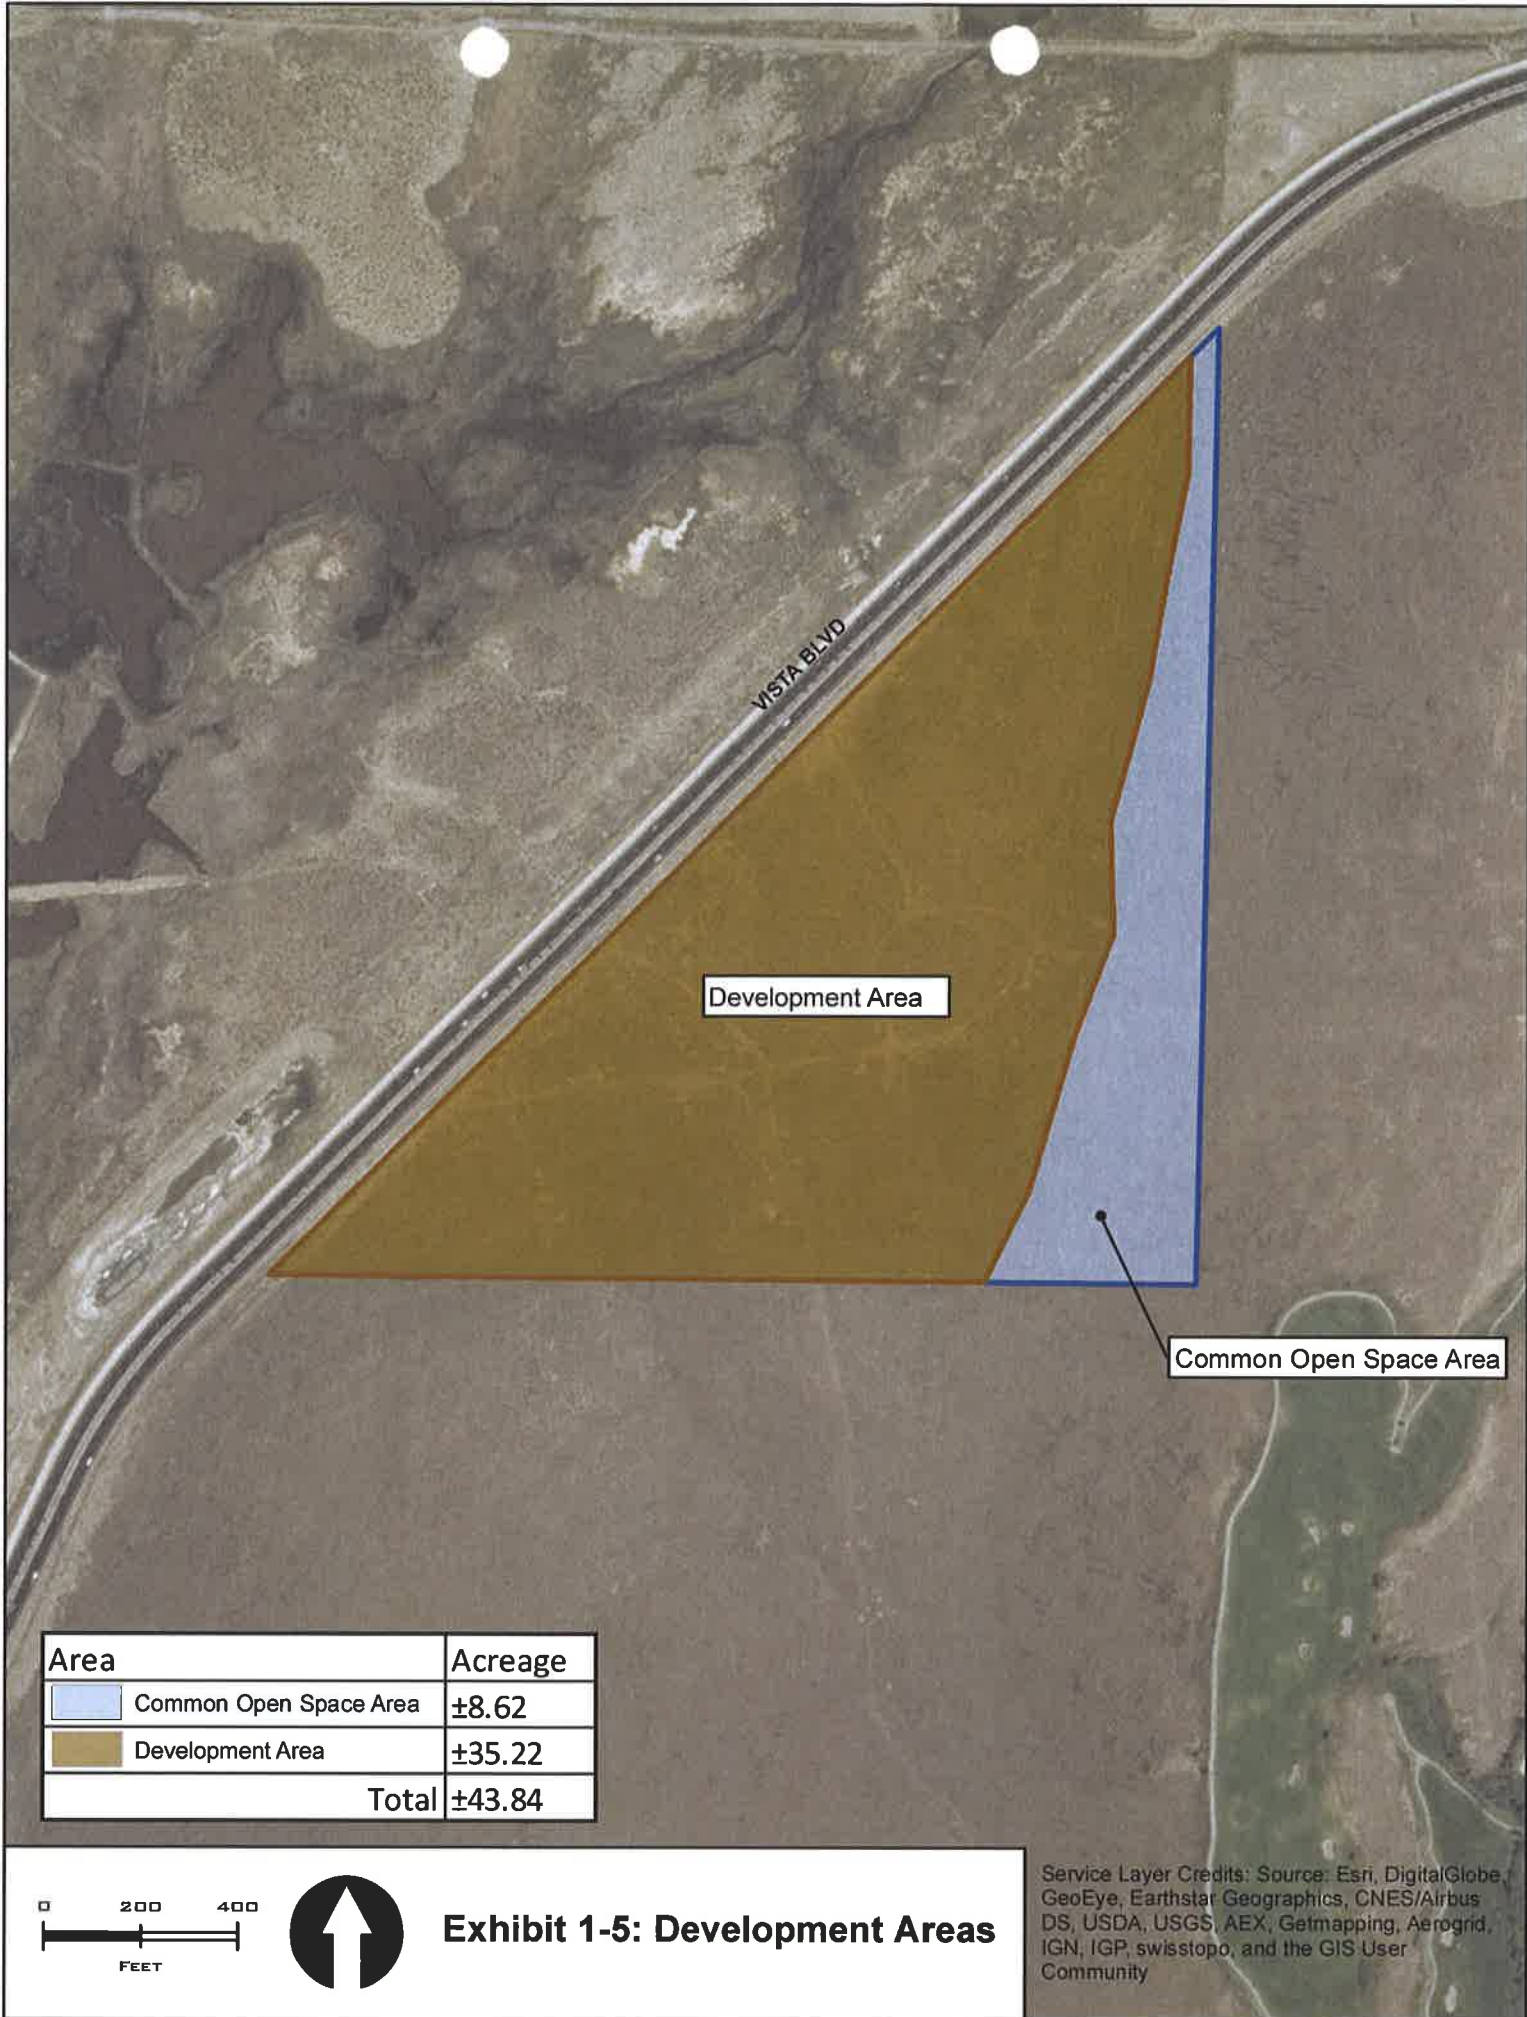 VISTA BLVD
Development Area
Common Open Space Area
Area Acreage
Common Open Space Area ±8.62
Development Area ±35.22
Total ±43.84
0 200 400
FEET
Exhibit 1-5: Development Areas
Service Layer Credits: Source: Esri, DigitalGlobe,
GeoEye, Earthstar Geographics, CNES/Airbus
DS, USDA, USGS, AEX, Getmapping, Aerogrid,
IGN, IGP, swisstopo, and the GIS User
Community